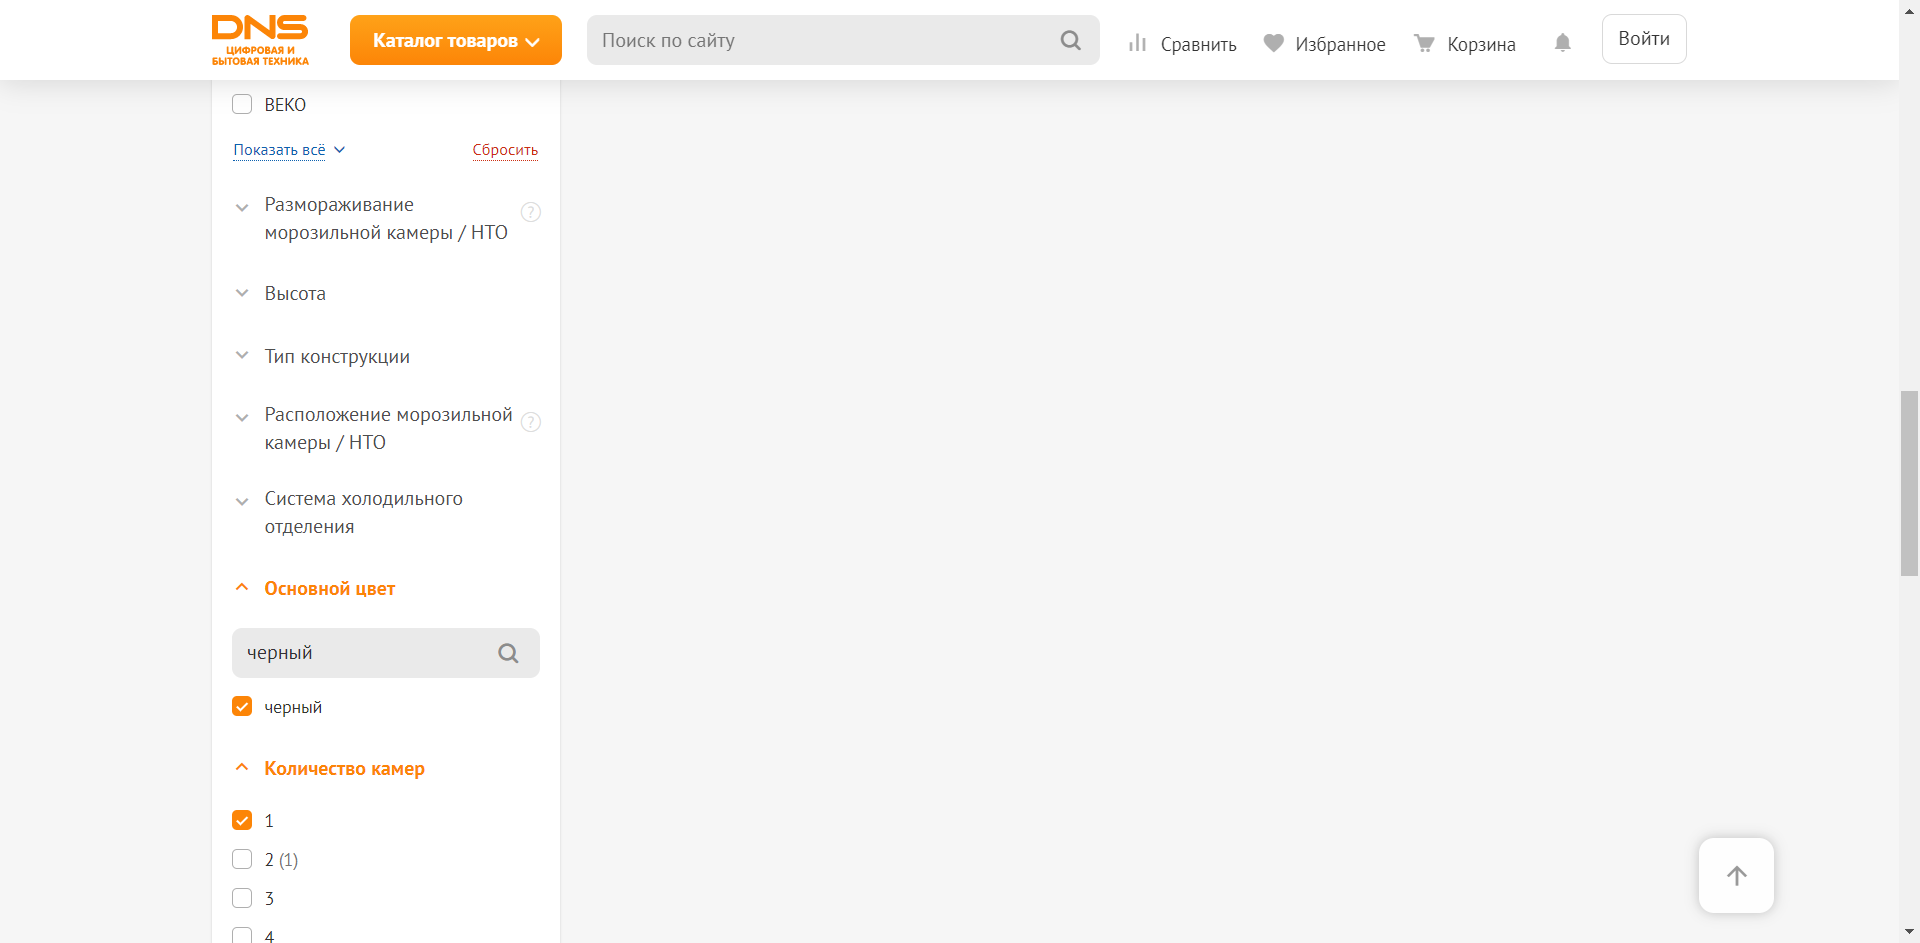 DNS
ЦИФРОВАЯ И
БЫТОВАЯ ТЕХНИКА
Каталог товаров
Поиск по сайту
Сравнить
Избранное
Корзина
Войти
BEKO
Показать всё
Сбросить
Размораживание
морозильной камеры / НТО
?
Высота
Тип конструкции
Расположение морозильной
камеры / НТО
?
Система холодильного
отделения
Основной цвет
черный
черный
Количество камер
1
2 (1)
3
4